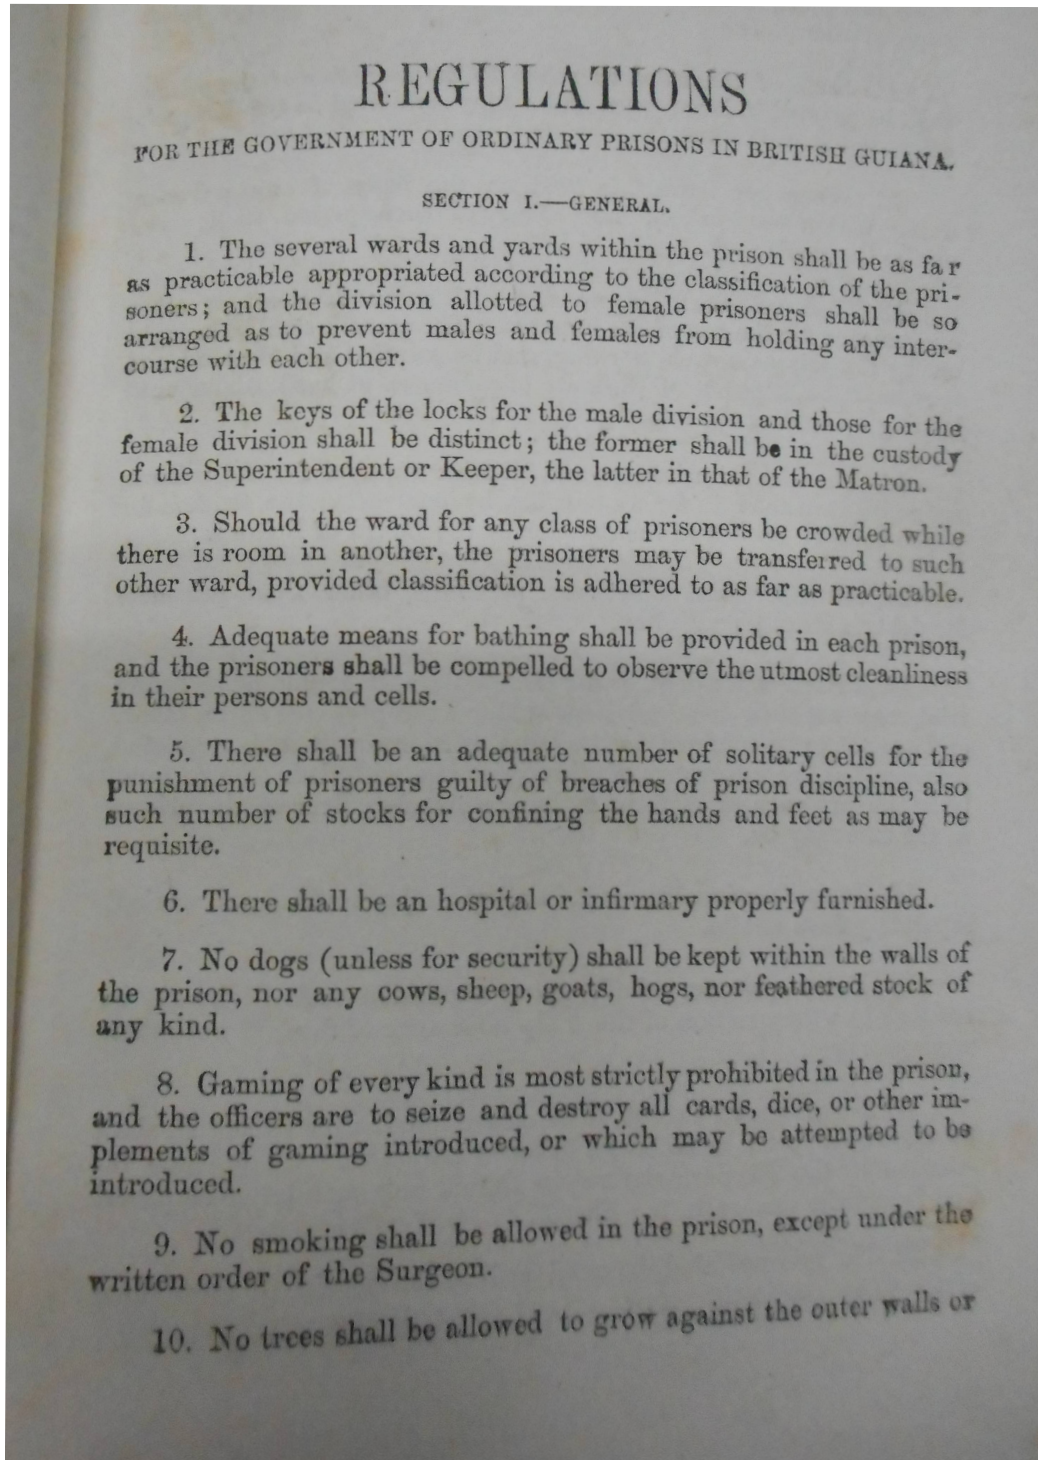 REGULATIONS
FOR THE GOVERNMENT OF ORDINARY PRISONS IN BRITISH GUIANA.
SECTION I.—GENERAL.
1. The several wards and yards within the prison shall be as far
as practicable appropriated according to the classification of the pri-
soners; and the division allotted to female prisoners shall be so
arranged as to prevent males and females from holding any inter-
course with each other.
2. The keys of the locks for the male division and those for the
female division shall be distinct; the former shall be in the custody
of the Superintendent or Keeper, the latter in that of the Matron.
3. Should the ward for any class of prisoners be crowded while
there is room in another, the prisoners may be transferred to such
other ward, provided classification is adhered to as far as practicable.
4. Adequate means for bathing shall be provided in each prison,
and the prisoners shall be compelled to observe the utmost cleanliness
in their persons and cells.
5. There shall be an adequate number of solitary cells for the
punishment of prisoners guilty of breaches of prison discipline, also
such number of stocks for confining the hands and feet as may be
requisite.
6. There shall be an hospital or infirmary properly furnished.
7. No dogs (unless for security) shall be kept within the walls of
the prison, nor any cows, sheep, goats, hogs, nor feathered stock of
any kind.
8. Gaming of every kind is most strictly prohibited in the prison,
and the officers are to seize and destroy all cards, dice, or other im-
plements of gaming introduced, or which may be attempted to be
introduced.
9. No smoking shall be allowed in the prison, except under the
written order of the Surgeon.
10. No trees shall be allowed to grow against the outer walls or